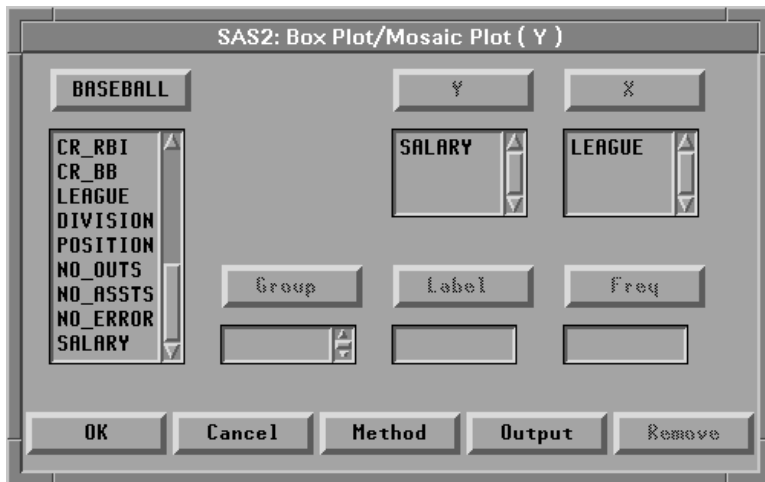 SAS2: Box Plot/Mosaic Plot ( Y )
BASEBALL
Y
X
CR_RBI
CR_BB
LEAGUE
DIVISION
POSITION
NO_OUTS
NO_ASSTS
NO_ERROR
SALARY
SALARY
LEAGUE
Group
Label
Freq
OK
Cancel
Method
Output
Remove